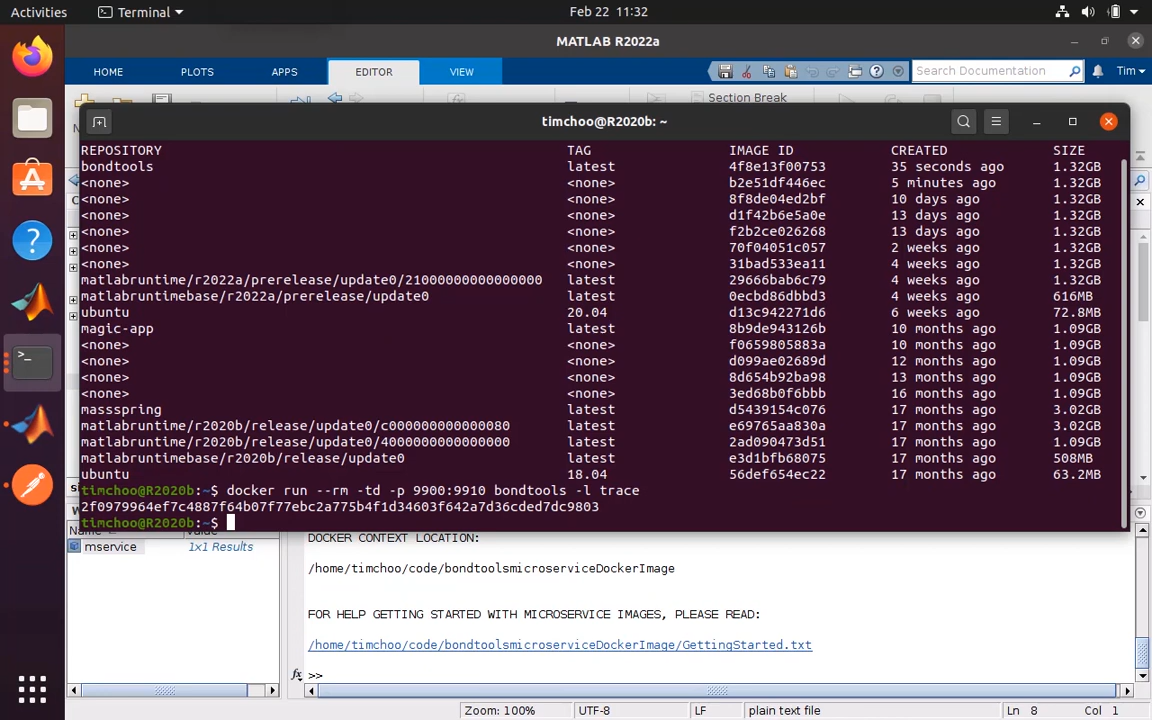 Activities Terminal Feb 22 11:32
MATLAB R2022a
HOME PLOTS APPS EDITOR VIEW Search Documentation Tim
Section Break
timchoo@R2020b: ~
REPOSITORY TAG IMAGE ID CREATED SIZE
bondtools latest 4f8e13f00753 35 seconds ago 1.32GB
<none> <none> b2e51df446ec 5 minutes ago 1.32GB
<none> <none> 8f8de04ed2bf 10 days ago 1.32GB
<none> <none> d1f42b6e5a0e 13 days ago 1.32GB
<none> <none> f2b2ce026268 13 days ago 1.32GB
<none> <none> 70f04051c057 2 weeks ago 1.32GB
<none> <none> 31bad533ea11 4 weeks ago 1.32GB
matlabruntime/r2022a/prerelease/update0/21000000000000000 latest 29666bab6c79 4 weeks ago 1.32GB
matlabruntimebase/r2022a/prerelease/update0 latest 0ecbd86dbbd3 4 weeks ago 616MB
ubuntu 20.04 d13c942271d6 6 weeks ago 72.8MB
magic-app latest 8b9de943126b 10 months ago 1.09GB
<none> <none> f0659805883a 10 months ago 1.09GB
<none> <none> d099ae02689d 12 months ago 1.09GB
<none> <none> 8d654b92ba98 13 months ago 1.09GB
<none> <none> 3ed68b0f6bbb 16 months ago 1.09GB
massspring latest d5439154c076 17 months ago 3.02GB
matlabruntime/r2020b/release/update0/c000000000000080 latest e69765aa830a 17 months ago 3.02GB
matlabruntime/r2020b/release/update0/4000000000000000 latest 2ad090473d51 17 months ago 1.09GB
matlabruntimebase/r2020b/release/update0 latest e3d1bfb68075 17 months ago 508MB
ubuntu 18.04 56def654ec22 17 months ago 63.2MB
timchoo@R2020b:~$ docker run --rm -td -p 9900:9910 bondtools -l trace
2f0979964ef7c4887f64b07f77ebc2a775b4f1d34603f642a7d36cded7dc9803
timchoo@R2020b:~$
Name Value
mservice 1x1 Results
DOCKER CONTEXT LOCATION:
/home/timchoo/code/bondtoolsmicroserviceDockerImage
FOR HELP GETTING STARTED WITH MICROSERVICE IMAGES, PLEASE READ:
/home/timchoo/code/bondtoolsmicroserviceDockerImage/GettingStarted.txt
fx >>
Zoom: 100% UTF-8 LF plain text file Ln 8 Col 1